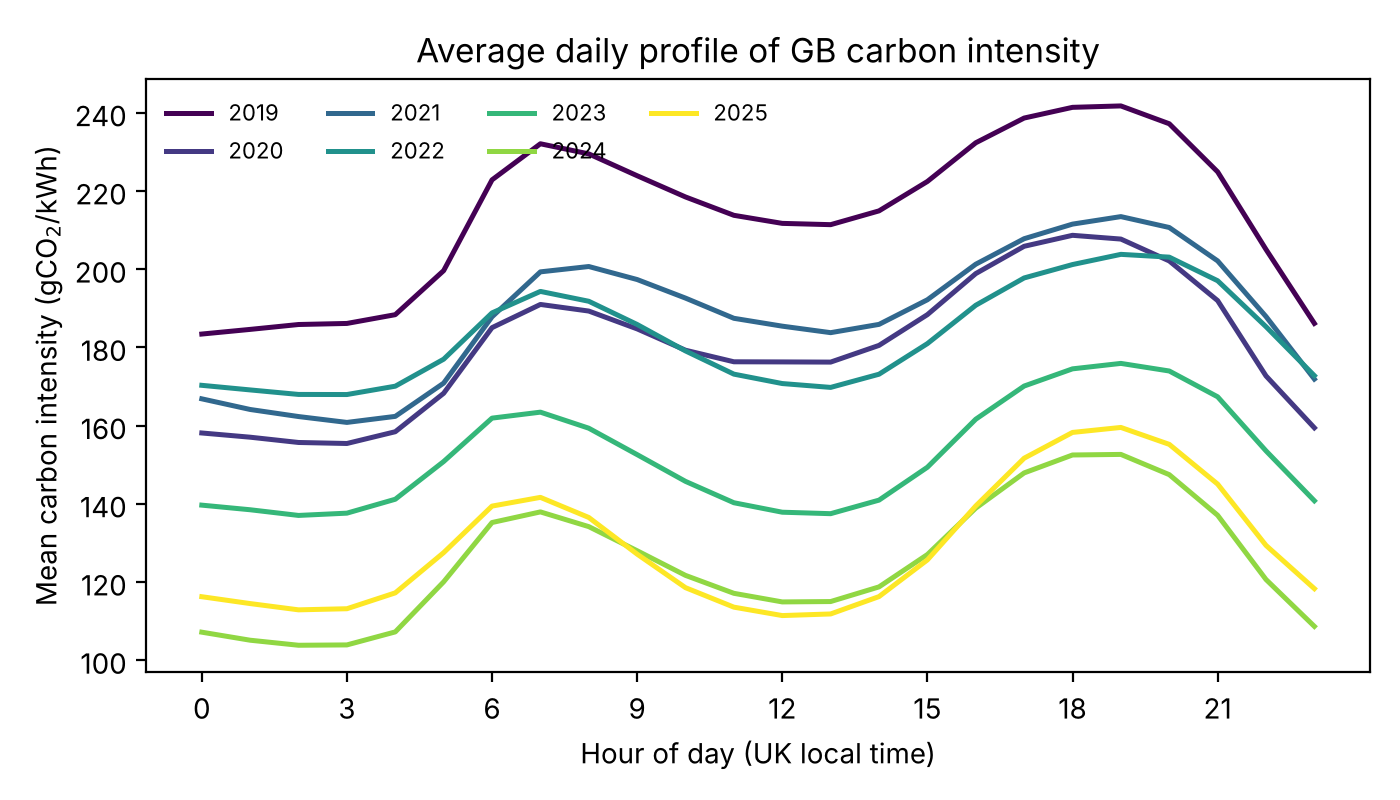 Average daily profile of GB carbon intensity
2019 2021 2023 2025
2020 2022 2024
Mean carbon intensity (gCO₂/kWh)
240
220
200
180
160
140
120
100
0 3 6 9 12 15 18 21
Hour of day (UK local time)